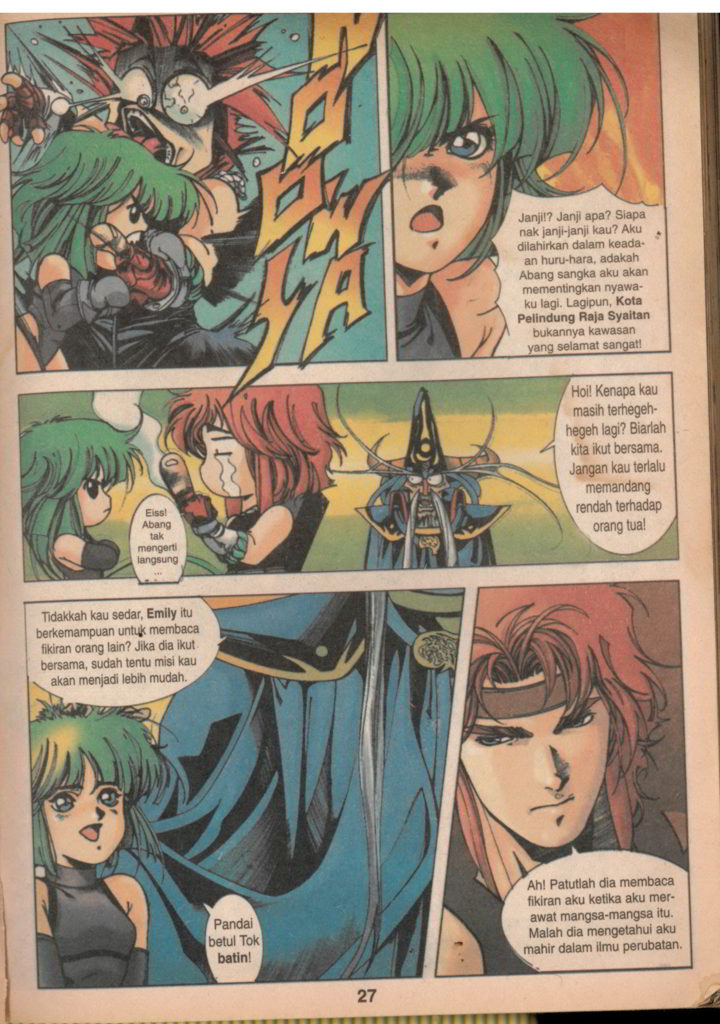 ADOIIWA
Janji!? Janji apa? Siapa
nak janji-janji kau? Aku
dilahirkan dalam keada-
an huru-hara, adakah
Abang sangka aku akan
mementingkan nyawa-
ku lagi. Lagipun, Kota
Pelindung Raja Syaitan
bukannya kawasan
yang selamat sangat!
Eiss!
Abang
tak
mengerti
langsung
...
Hoi! Kenapa kau
masih terhegeh-
hegeh lagi? Biarlah
kita ikut bersama.
Jangan kau terlalu
memandang
rendah terhadap
orang tua!
Tidakkah kau sedar, Emily itu
berkemampuan untuk membaca
fikiran orang lain? Jika dia ikut
bersama, sudah tentu misi kau
akan menjadi lebih mudah.
Pandai
betul Tok
batin!
Ah! Patutlah dia membaca
fikiran aku ketika aku mer-
awat mangsa-mangsa itu.
Malah dia mengetahui aku
mahir dalam ilmu perubatan.
27